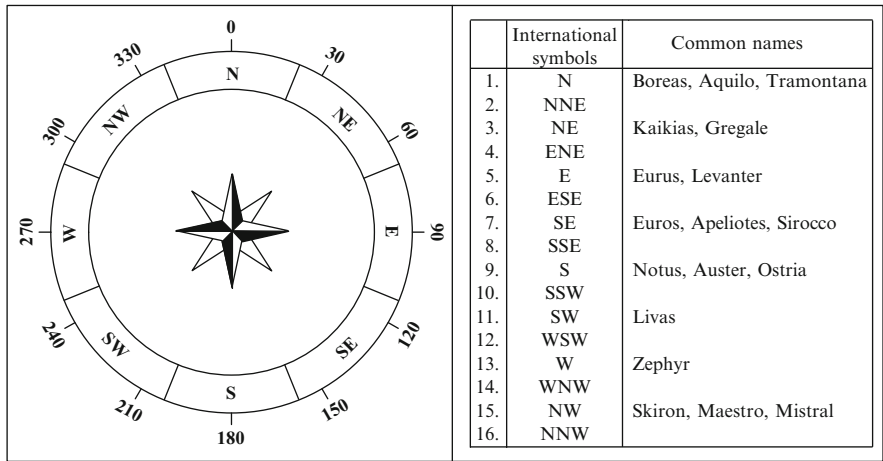 0
30
60
90
120
150
180
210
240
270
300
330
N
NE
E
SE
S
SW
W
NW
International symbols Common names
1. N Boreas, Aquilo, Tramontana
2. NNE
3. NE Kaikias, Gregale
4. ENE
5. E Eurus, Levanter
6. ESE
7. SE Euros, Apeliotes, Sirocco
8. SSE
9. S Notus, Auster, Ostria
10. SSW
11. SW Livas
12. WSW
13. W Zephyr
14. WNW
15. NW Skiron, Maestro, Mistral
16. NNW